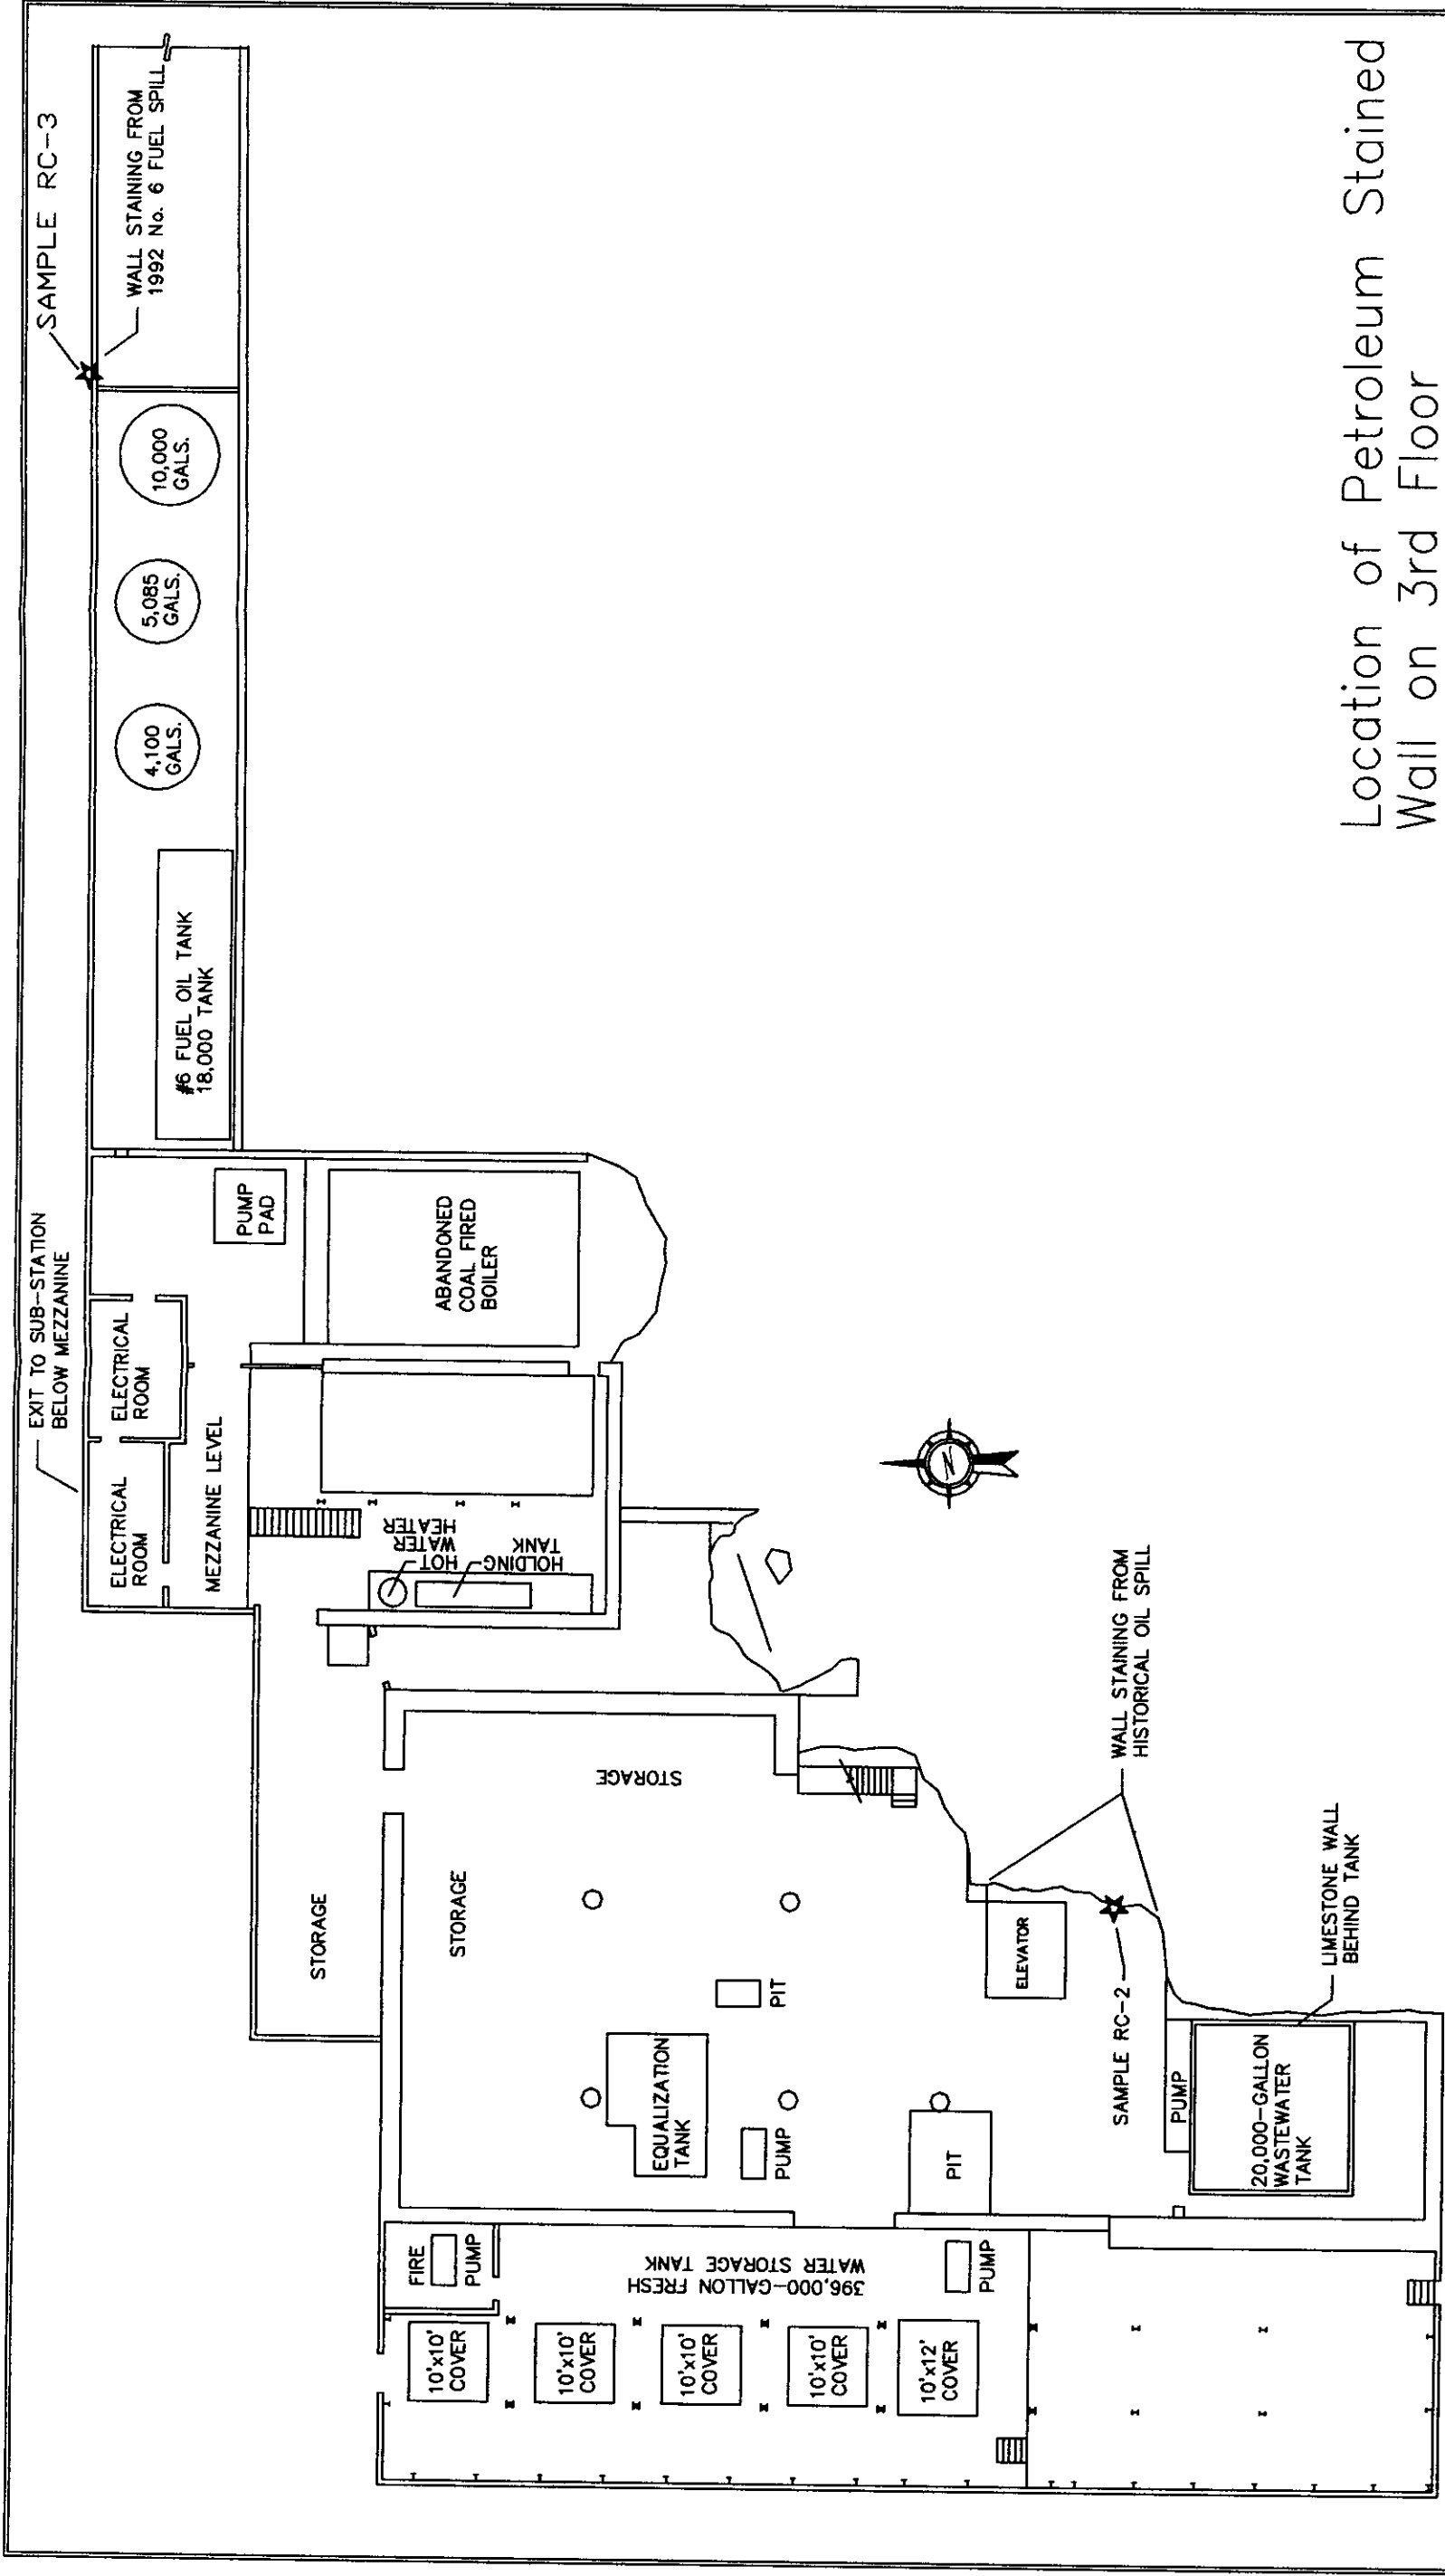 SAMPLE RC-3
WALL STAINING FROM
1992 No. 6 FUEL SPILL
10,000
GALS.
5,085
GALS.
4,100
GALS.
#6 FUEL OIL TANK
18,000 TANK
EXIT TO SUB-STATION
BELOW MEZZANINE
PUMP
PAD
ELECTRICAL
ROOM
ELECTRICAL
ROOM
MEZZANINE LEVEL
ABANDONED
COAL FIRED
BOILER
HOT
WATER
HEATER
HOLDING
TANK
N
STORAGE
STORAGE
STORAGE
PIT
EQUALIZATION
TANK
PUMP
PIT
ELEVATOR
WALL STAINING FROM
HISTORICAL OIL SPILL
SAMPLE RC-2
LIMESTONE WALL
BEHIND TANK
PUMP
20,000-GALLON
WASTEWATER
TANK
FIRE
PUMP
396,000-GALLON FRESH
WATER STORAGE TANK
PUMP
10'x10'
COVER
10'x10'
COVER
10'x10'
COVER
10'x10'
COVER
10'x12'
COVER
Location of Petroleum Stained
Wall on 3rd Floor